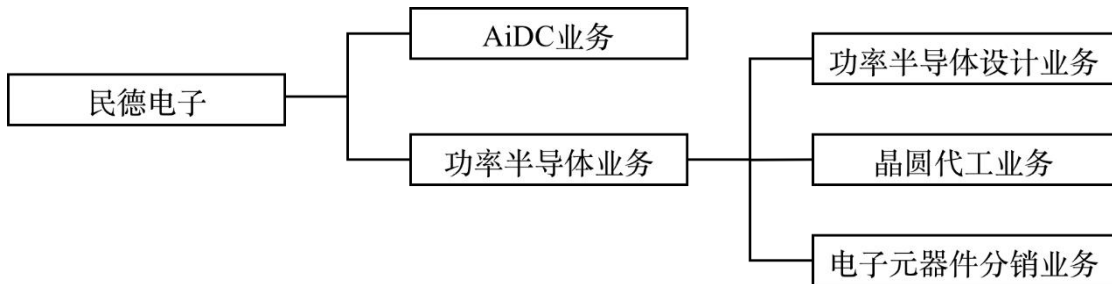 民德电子
AiDC业务
功率半导体业务
功率半导体设计业务
晶圆代工业务
电子元器件分销业务